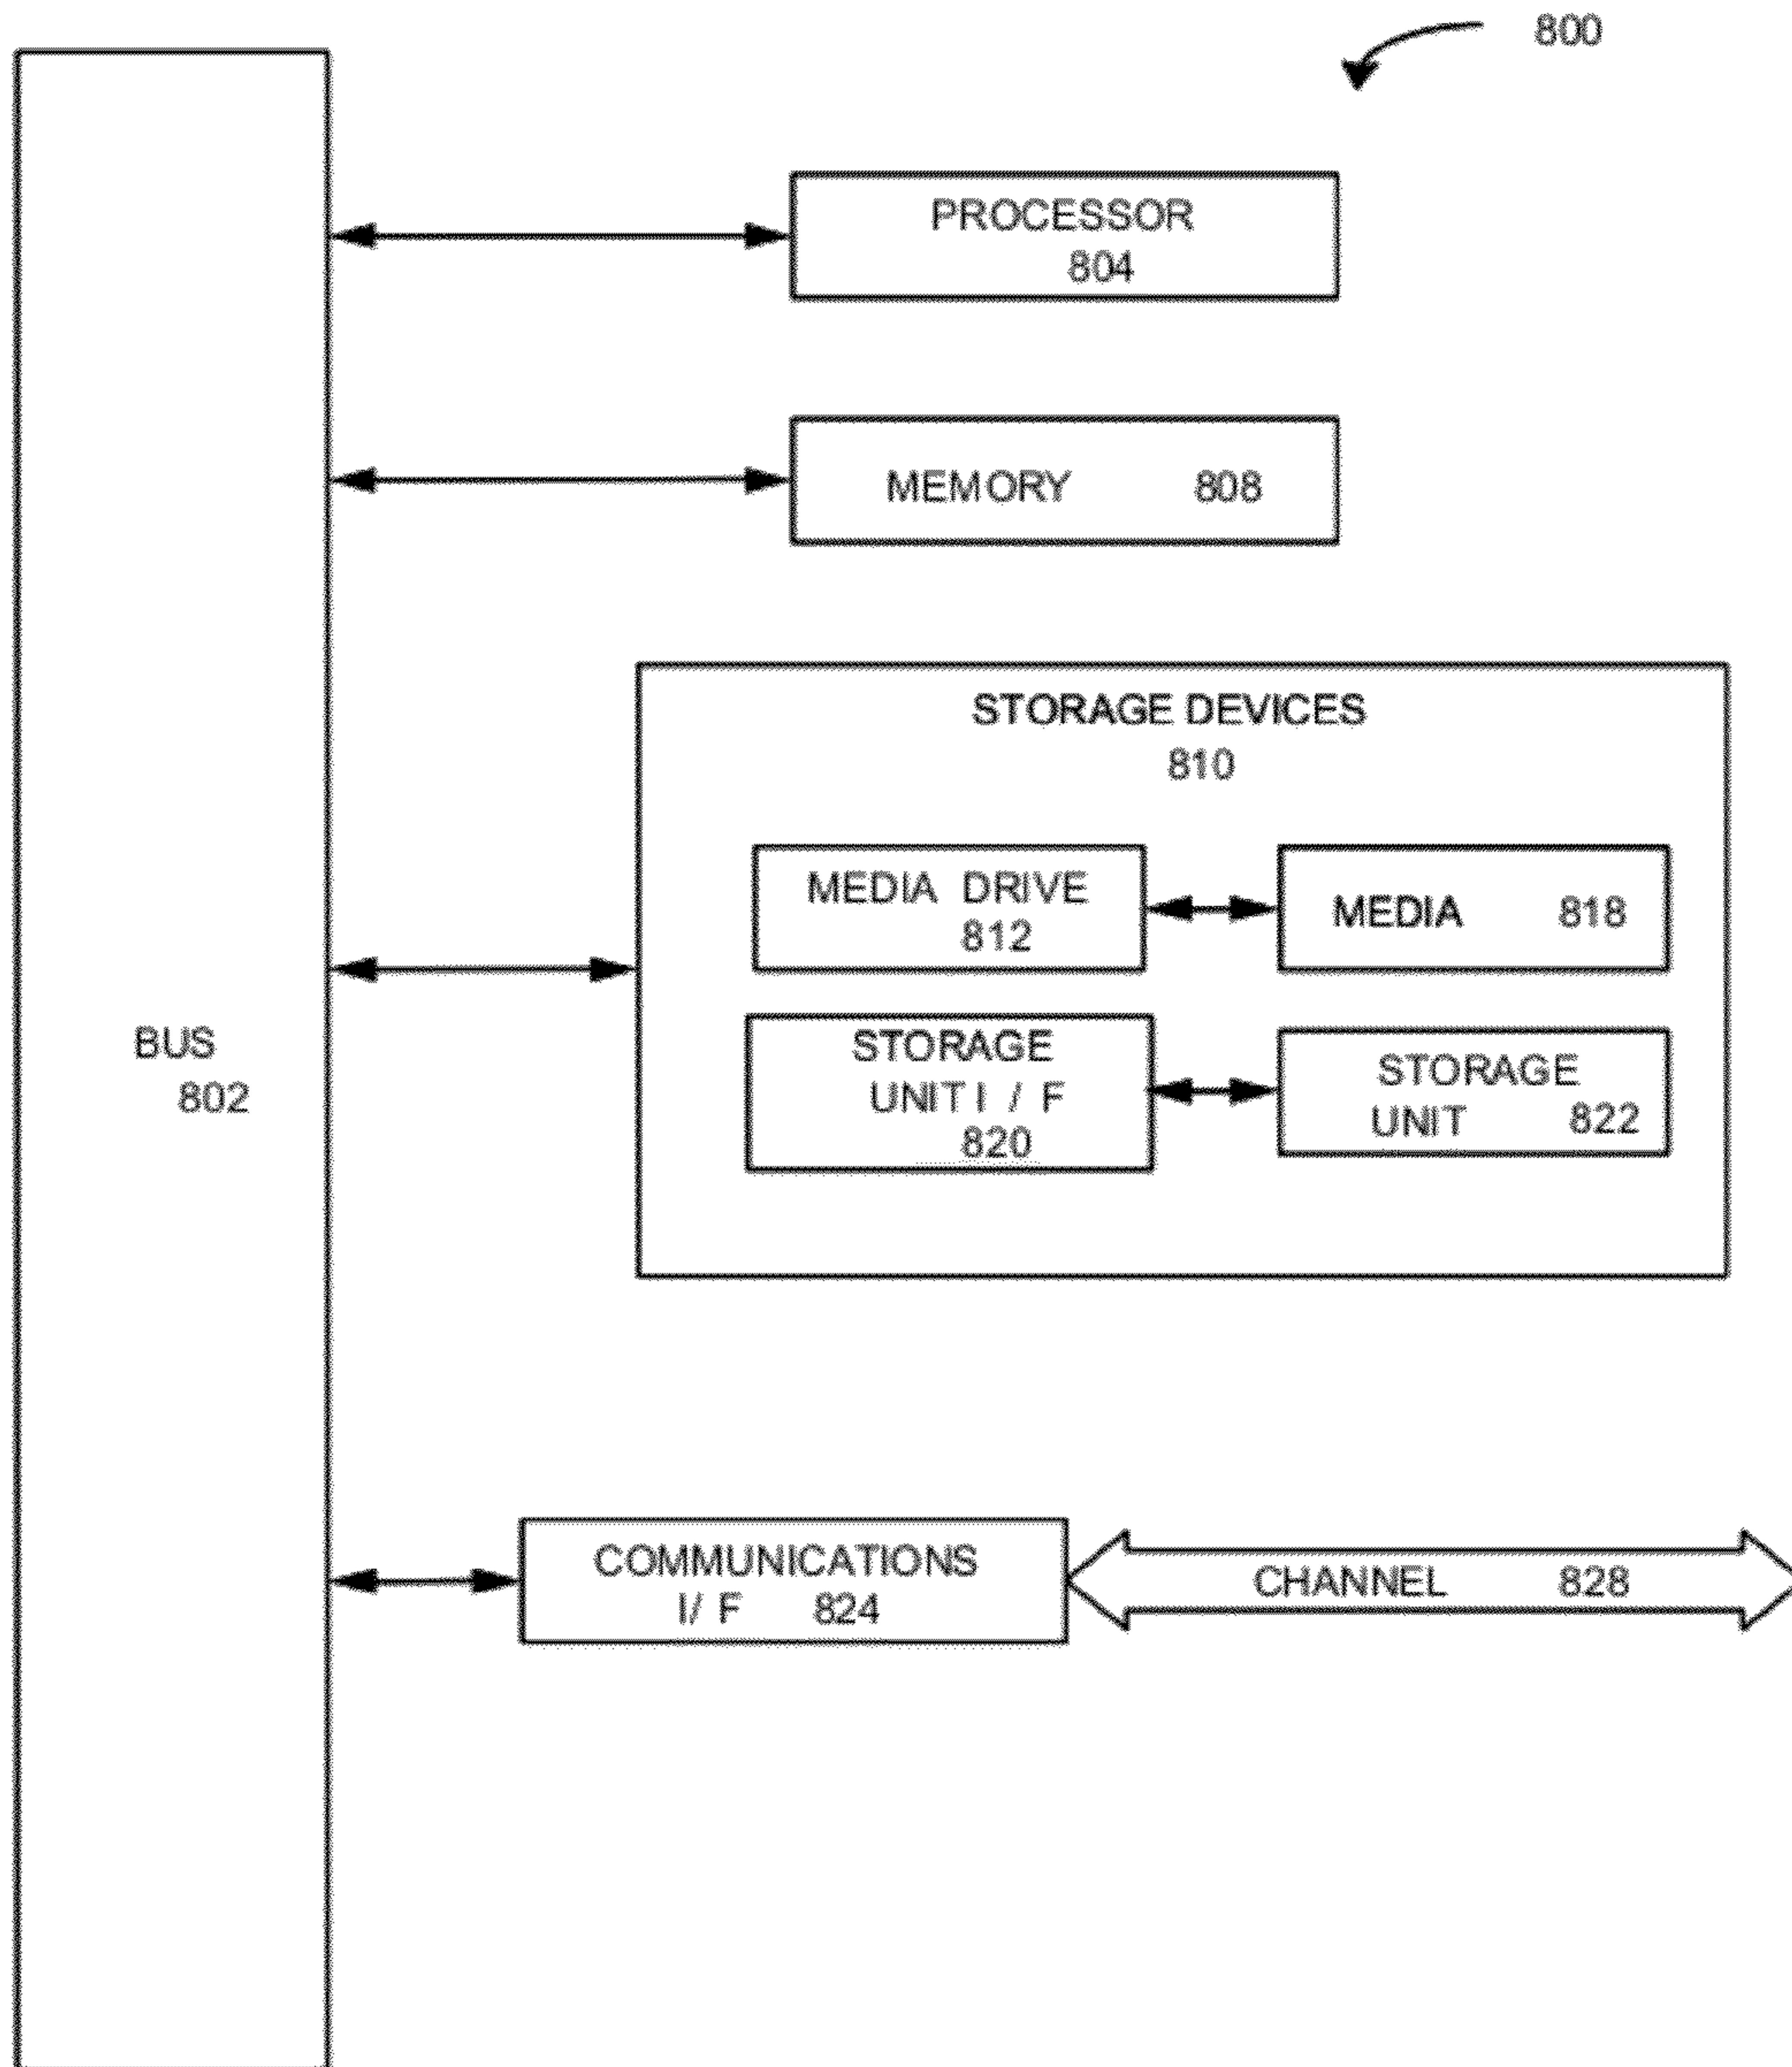 800
PROCESSOR
804
MEMORY 808
STORAGE DEVICES
810
MEDIA DRIVE
812
MEDIA 818
STORAGE
UNIT I / F
820
STORAGE
UNIT 822
BUS
802
COMMUNICATIONS
I/ F 824
CHANNEL 828